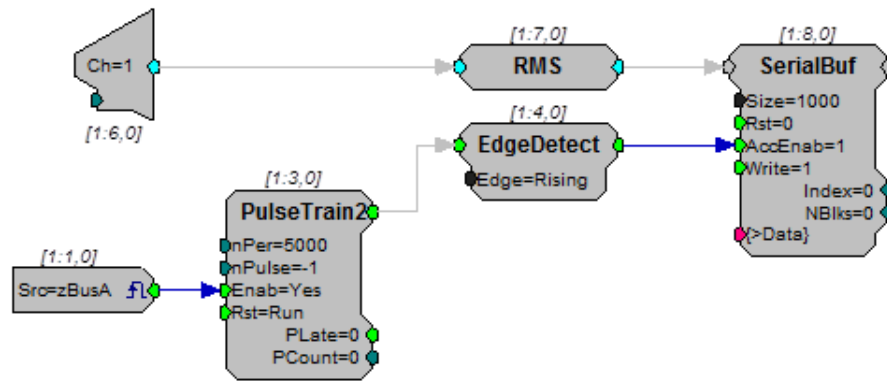 [1:7,0]
[1:8,0]
Ch=1
RMS
SerialBuf
[1:6,0]
[1:4,0]
Size=1000
Rst=0
EdgeDetect
AccEnab=1
Write=1
[1:3,0]
Edge=Rising
Index=0
PulseTrain2
NBlks=0
nPer=5000
{>Data}
[1:1,0]
nPulse=-1
Src=zBusA
Enab=Yes
Rst=Run
PLate=0
PCount=0